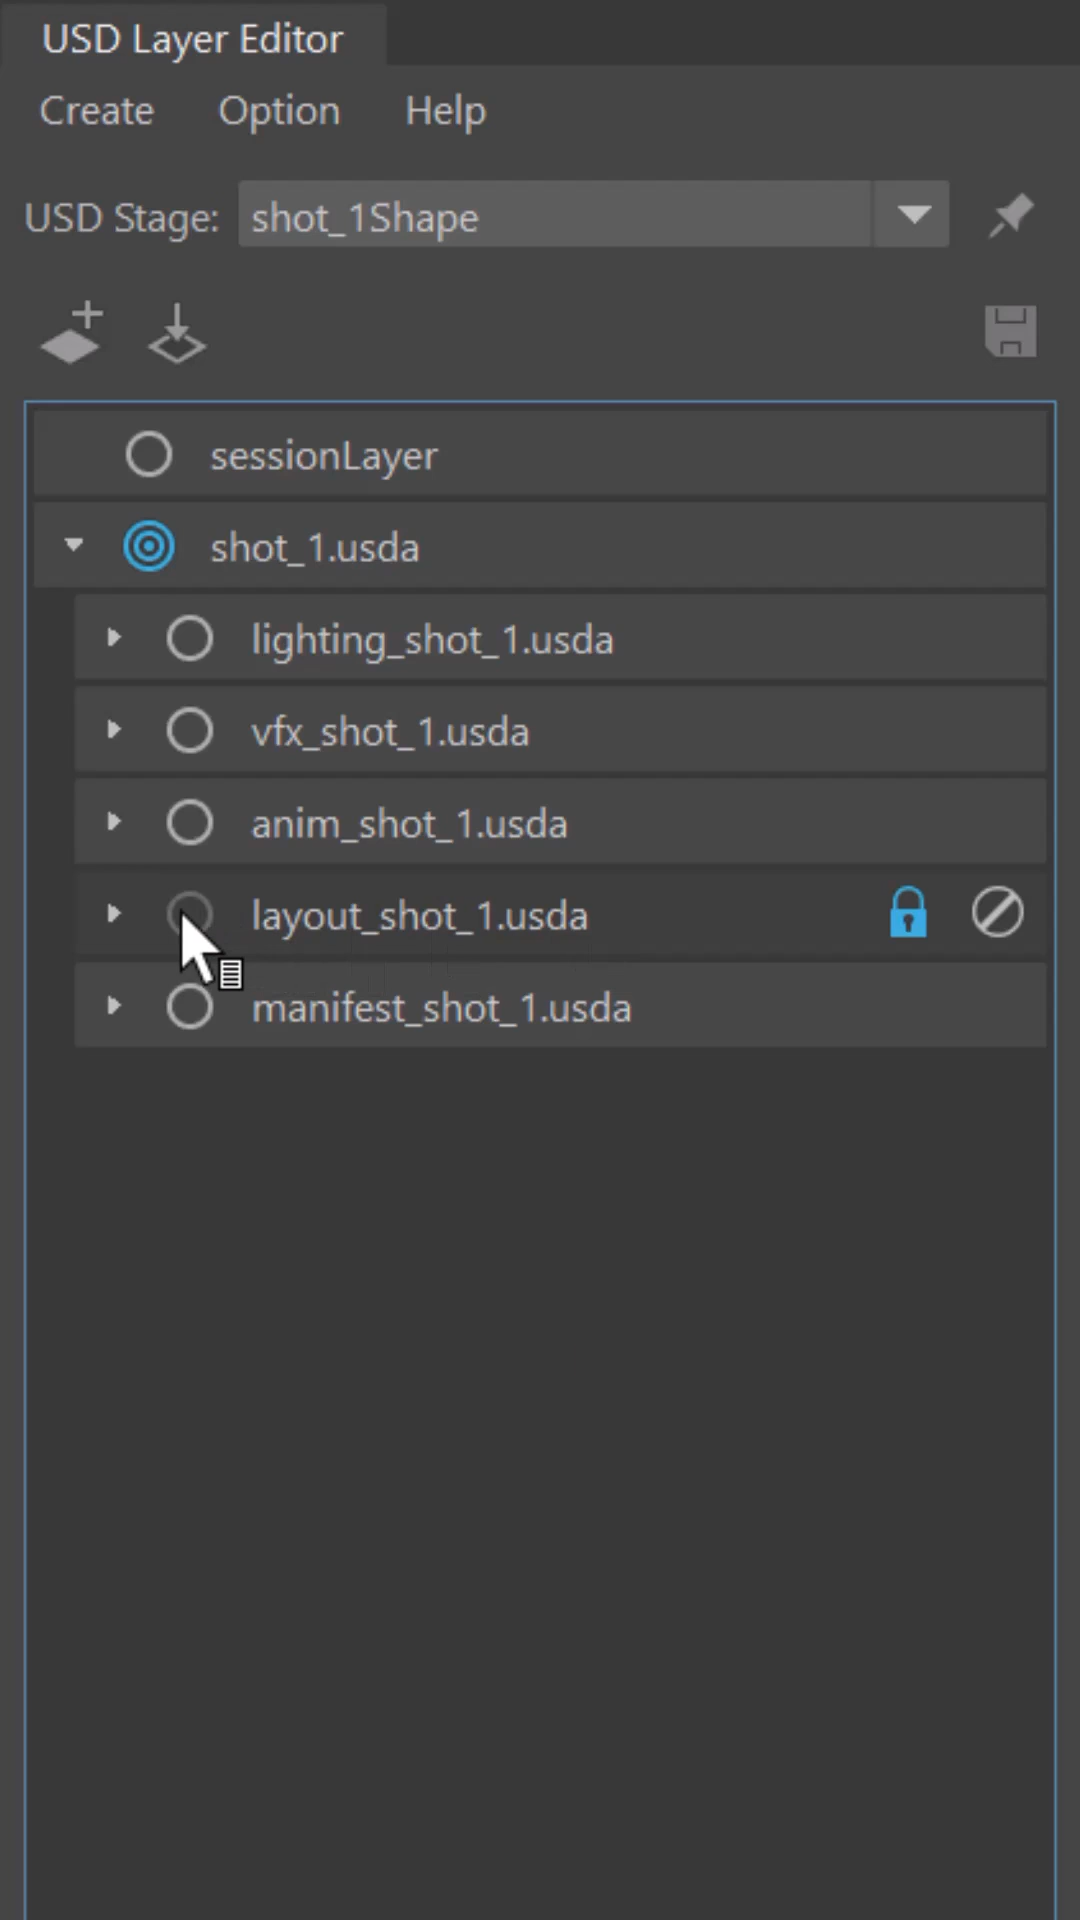 USD Layer Editor
Create Option Help
USD Stage: shot_1Shape
sessionLayer
shot_1.usda
lighting_shot_1.usda
vfx_shot_1.usda
anim_shot_1.usda
layout_shot_1.usda
manifest_shot_1.usda